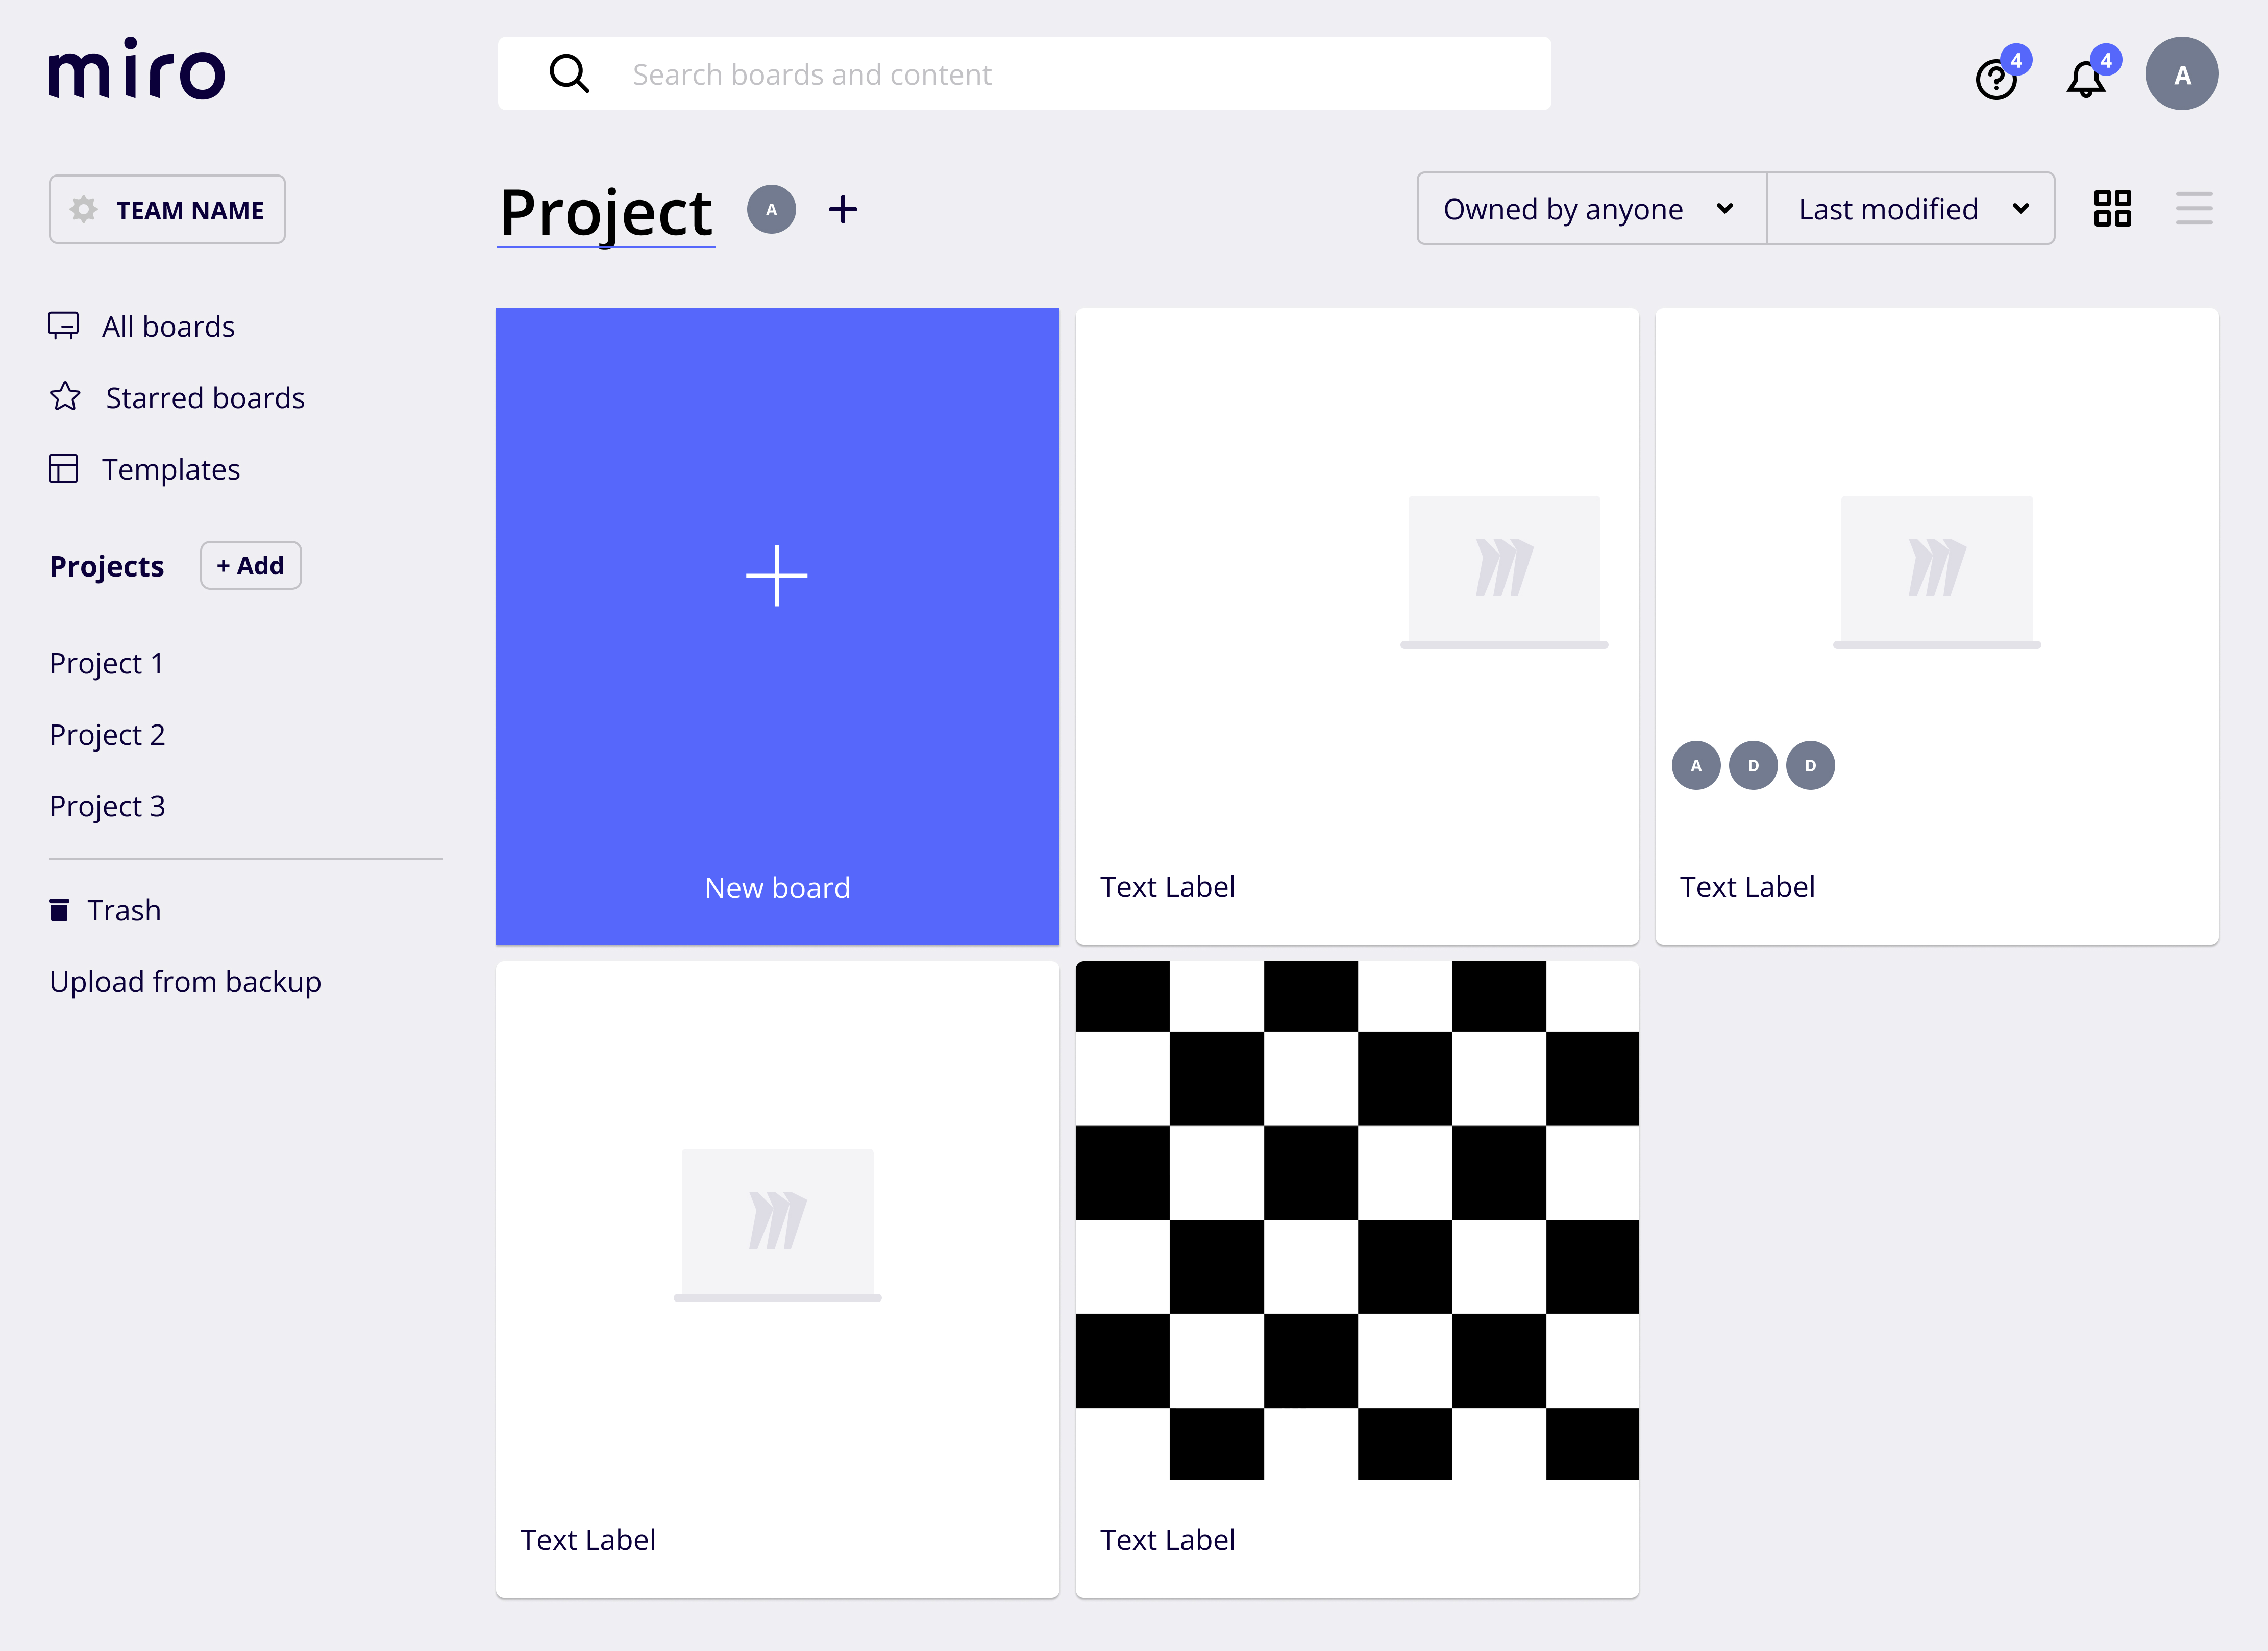 miro
Search boards and content
4
4
A
TEAM NAME
Project
A
Owned by anyone
Last modified
All boards
Starred boards
Templates
Projects
+ Add
Project 1
Project 2
Project 3
Trash
Upload from backup
New board
Text Label
A D D
Text Label
Text Label
Text Label